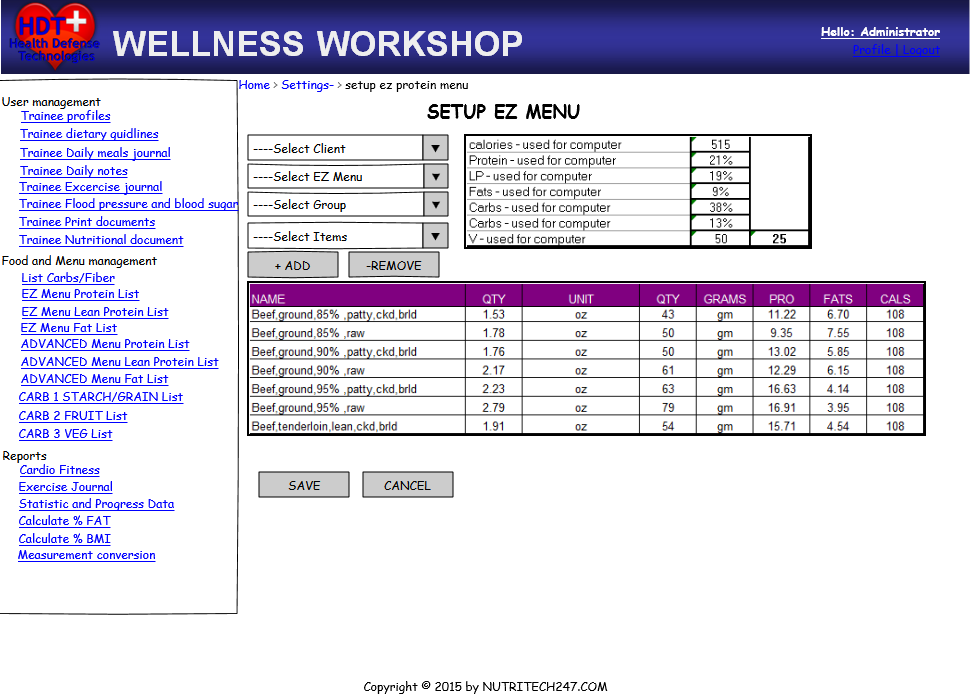 HDT+
Health Defense
Technologies
WELLNESS WORKSHOP
Hello: Administrator
Profile | Logout
Home > Settings- > setup ez protein menu
User management
Trainee profiles
Trainee dietary quidlines
Trainee Daily meals journal
Trainee Daily notes
Trainee Excercise journal
Trainee Flood pressure and blood sugar
Trainee Print documents
Trainee Nutritional document
Food and Menu management
List Carbs/Fiber
EZ Menu Protein List
EZ Menu Lean Protein List
EZ Menu Fat List
ADVANCED Menu Protein List
ADVANCED Menu Lean Protein List
ADVANCED Menu Fat List
CARB 1 STARCH/GRAIN List
CARB 2 FRUIT List
CARB 3 VEG List
Reports
Cardio Fitness
Exercise Journal
Statistic and Progress Data
Calculate % FAT
Calculate % BMI
Measurement conversion
SETUP EZ MENU
----Select Client
----Select EZ Menu
----Select Group
----Select Items
+ ADD -REMOVE
calories - used for computer 515
Protein - used for computer 21%
LP - used for computer 19%
Fats - used for computer 9%
Carbs - used for computer 38%
Carbs - used for computer 13%
V - used for computer 50 25
NAME QTY UNIT QTY GRAMS PRO FATS CALS
Beef,ground,85% ,patty,ckd,brld 1.53 oz 43 gm 11.22 6.70 108
Beef,ground,85% ,raw 1.78 oz 50 gm 9.35 7.55 108
Beef,ground,90% ,patty,ckd,brld 1.76 oz 50 gm 13.02 5.85 108
Beef,ground,90% ,raw 2.17 oz 61 gm 12.29 6.15 108
Beef,ground,95% ,patty,ckd,brld 2.23 oz 63 gm 16.63 4.14 108
Beef,ground,95% ,raw 2.79 oz 79 gm 16.91 3.95 108
Beef,tenderloin,lean,ckd,brld 1.91 oz 54 gm 15.71 4.54 108
SAVE CANCEL
Copyright © 2015 by NUTRITECH247.COM